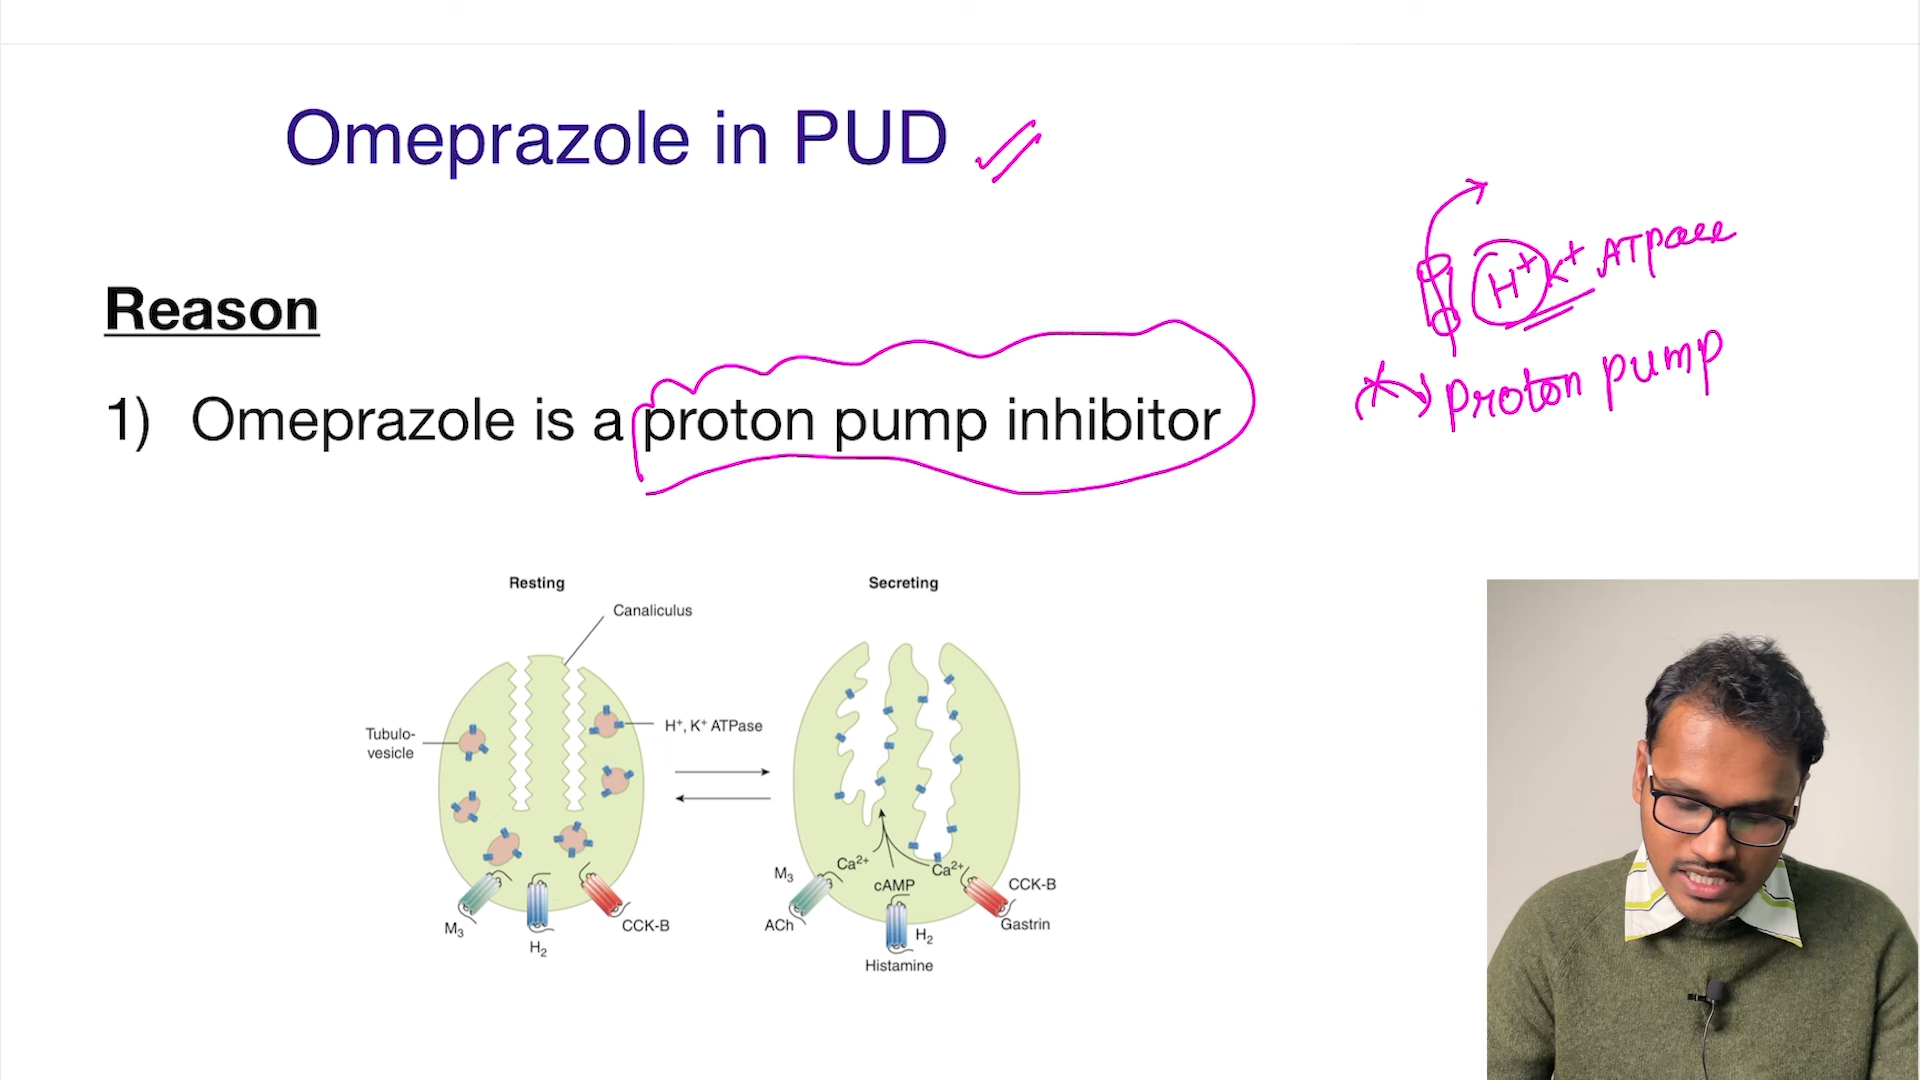 Omeprazole in PUD
H⁺ K⁺ ATPase
Reason
proton pump
1) Omeprazole is a proton pump inhibitor
Resting
Secreting
Canaliculus
Tubulo-
vesicle
H⁺, K⁺ ATPase
M₃
H₂
CCK-B
Ca²⁺
cAMP
Ca²⁺
M₃
ACh
H₂
Histamine
CCK-B
Gastrin